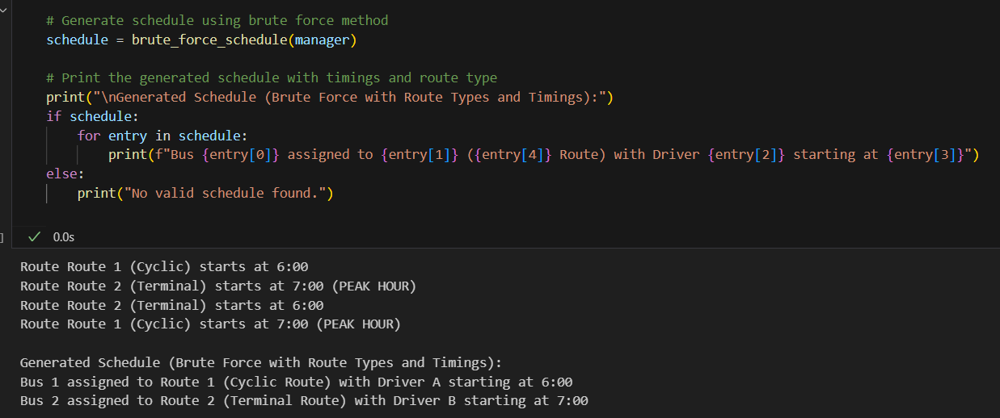 # Generate schedule using brute force method
schedule = brute_force_schedule(manager)
# Print the generated schedule with timings and route type
print("\nGenerated Schedule (Brute Force with Route Types and Timings):")
if schedule:
    for entry in schedule:
        print(f"Bus {entry[0]} assigned to {entry[1]} ({entry[4]} Route) with Driver {entry[2]} starting at {entry[3]}")
else:
    print("No valid schedule found.")
] ✓ 0.0s
Route Route 1 (Cyclic) starts at 6:00
Route Route 2 (Terminal) starts at 7:00 (PEAK HOUR)
Route Route 2 (Terminal) starts at 6:00
Route Route 1 (Cyclic) starts at 7:00 (PEAK HOUR)
Generated Schedule (Brute Force with Route Types and Timings):
Bus 1 assigned to Route 1 (Cyclic Route) with Driver A starting at 6:00
Bus 2 assigned to Route 2 (Terminal Route) with Driver B starting at 7:00